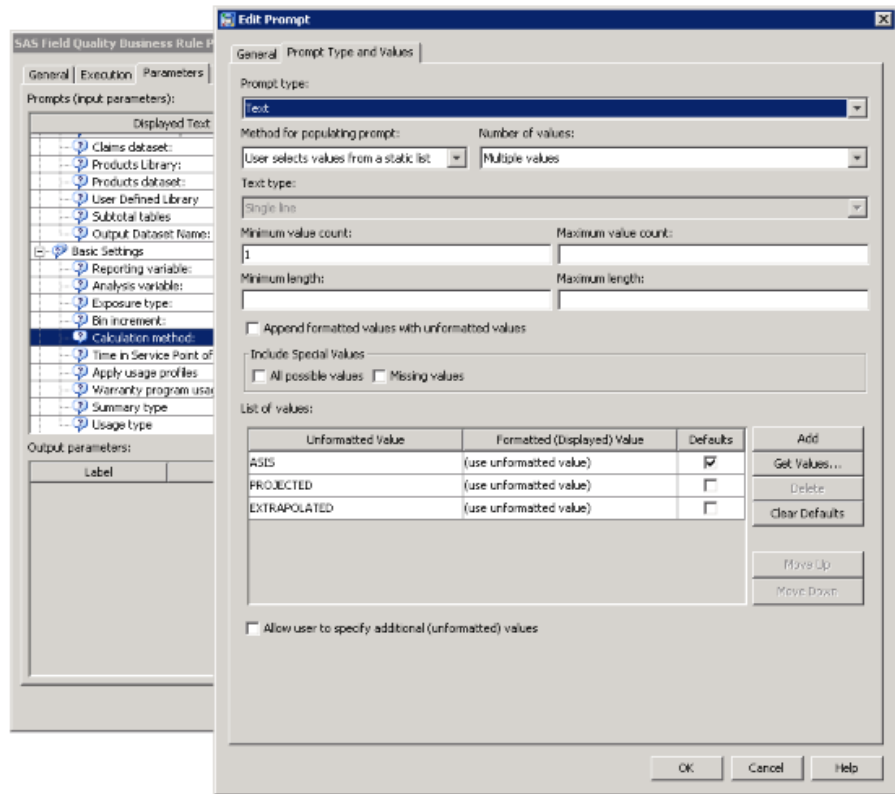 Edit Prompt
General
Prompt Type and Values
Prompt type:
Text
Method for populating prompt:
Number of values:
User selects values from a static list
Multiple values
Text type:
Single line
Minimum value count:
Maximum value count:
1
Minimum length:
Maximum length:
Append formatted values with unformatted values
Include Special Values
All possible values
Missing values
List of values:
Unformatted Value
Formatted (Displayed) Value
Defaults
ASIS
(use unformatted value)
PROJECTED
(use unformatted value)
EXTRAPOLATED
(use unformatted value)
Add
Get Values...
Delete
Clear Defaults
Move Up
Move Down
Allow user to specify additional (unformatted) values
OK
Cancel
Help
SAS Field Quality Business Rule P
General
Execution
Parameters
Prompts (input parameters):
Displayed Text
Claims dataset:
Products Library:
Products dataset:
User Defined Library
Subtotal tables
Output Dataset Name:
Basic Settings
Reporting variable:
Analysis variable:
Exposure type:
Bin increment:
Calculation method:
Time in Service Point of
Apply usage profiles
Warranty program usa
Summary type
Usage type
Output parameters:
Label